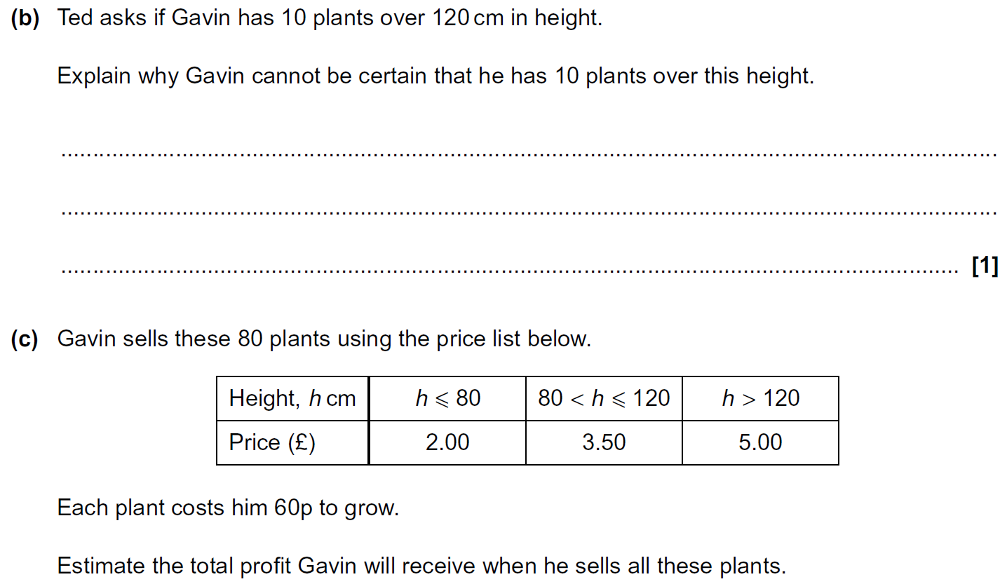 (b) Ted asks if Gavin has 10 plants over 120 cm in height.
Explain why Gavin cannot be certain that he has 10 plants over this height.
[1]
(c) Gavin sells these 80 plants using the price list below.
Height, h cm h ⩽ 80 80 < h ⩽ 120 h > 120
Price (£) 2.00 3.50 5.00
Each plant costs him 60p to grow.
Estimate the total profit Gavin will receive when he sells all these plants.